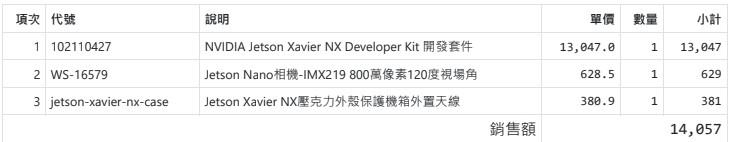 項次 代號 說明 單價 數量 小計
1 102110427 NVIDIA Jetson Xavier NX Developer Kit 開發套件 13,047.0 1 13,047
2 WS-16579 Jetson Nano相機-IMX219 800萬像素120度視場角 628.5 1 629
3 jetson-xavier-nx-case Jetson Xavier NX壓克力外殼保護機箱外置天線 380.9 1 381
銷售額 14,057